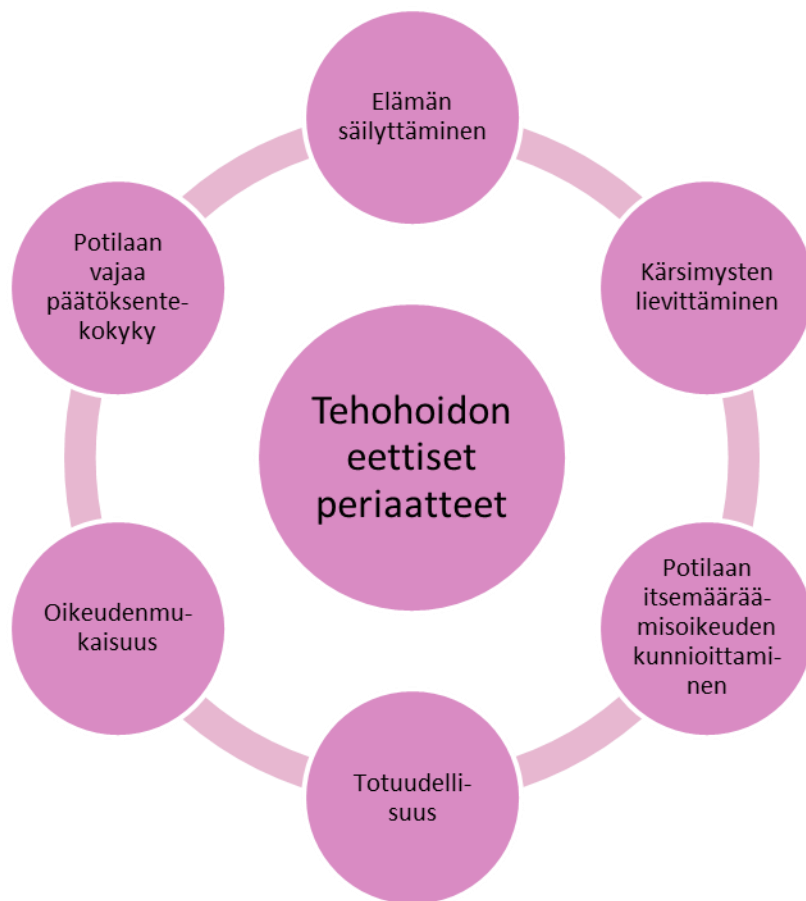 Elämän
säilyttäminen
Kärsimysten
lievittäminen
Potilaan
itsemäärää-
misoikeuden
kunnioittami-
nen
Totuudelli-
suus
Oikeudenmu-
kaisuus
Potilaan
vajaa
päätöksente-
kokyky
Tehohoidon
eettiset
periaatteet